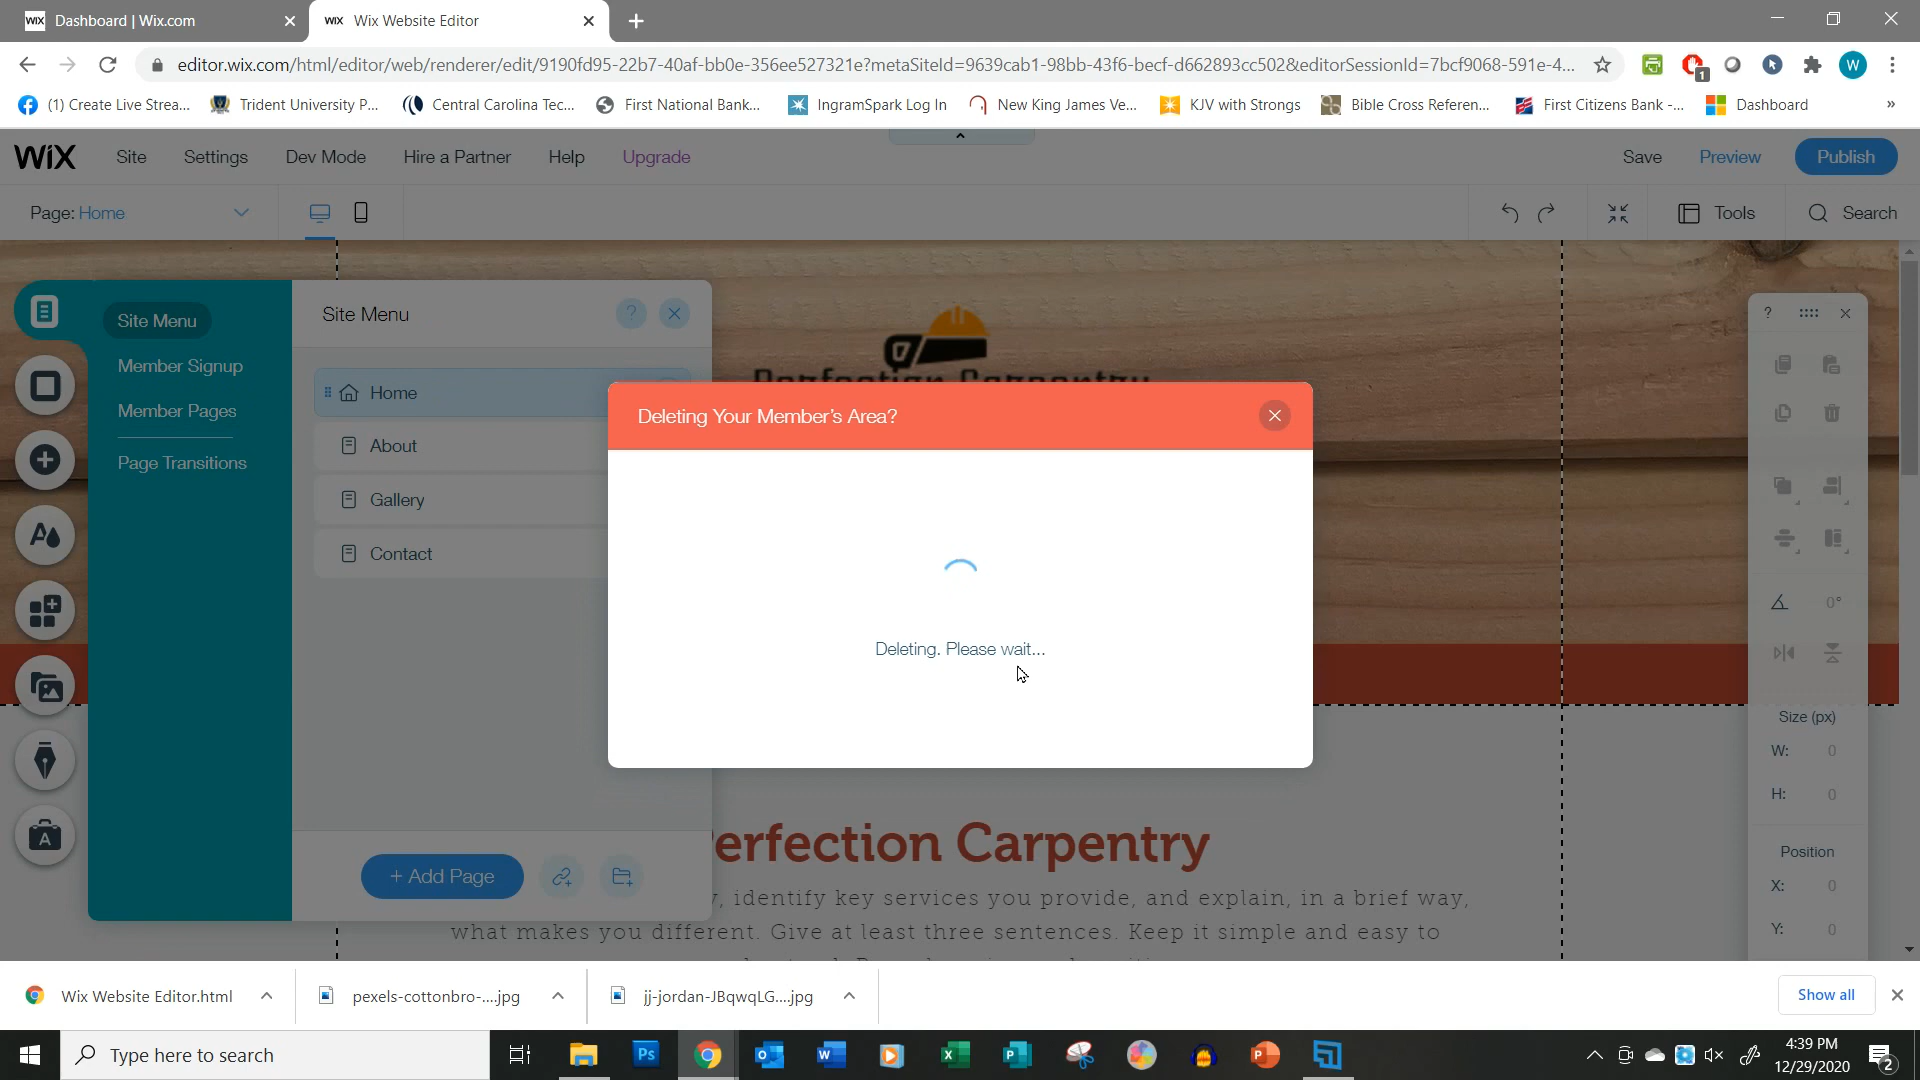 WIX Dashboard | Wix.com
WIX Wix Website Editor
editor.wix.com/html/editor/web/renderer/edit/9190fd95-22b7-40af-bb0e-356ee527321e?metaSiteId=9639cab1-98bb-43f6-becf-d662893cc502&editorSessionId=7bcf9068-591e-4...
1
W
(1) Create Live Strea...
Trident University P...
Central Carolina Tec...
First National Bank...
IngramSpark Log In
New King James Ve...
KJV with Strongs
Bible Cross Referen...
First Citizens Bank -...
Dashboard
»
WiX
Site
Settings
Dev Mode
Hire a Partner
Help
Upgrade
Save
Preview
Publish
Page: Home
Tools
Search
Site Menu
Member Signup
Member Pages
Page Transitions
Site Menu
?
Home
About
Gallery
Contact
+ Add Page
Perfection Carpentry
Deleting Your Member's Area?
Deleting. Please wait...
?
0°
Size (px)
W: 0
H: 0
Position
X: 0
Y: 0
erfection Carpentry
, identify key services you provide, and explain, in a brief way,
what makes you different. Give at least three sentences. Keep it simple and easy to
Wix Website Editor.html
pexels-cottonbro-....jpg
jj-jordan-JBqwqLG....jpg
Show all
Type here to search
4:39 PM
12/29/2020
2